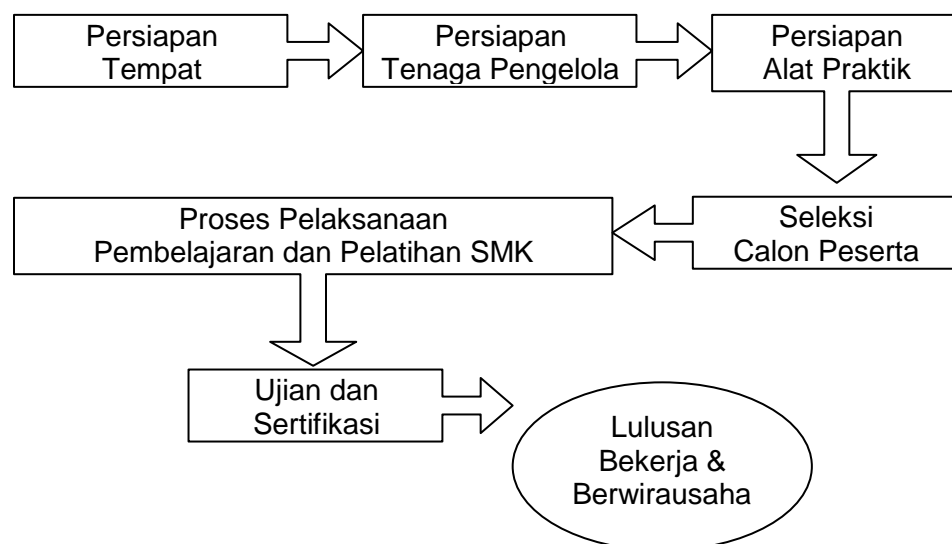 Persiapan
Tempat
Persiapan
Tenaga Pengelola
Persiapan
Alat Praktik
Seleksi
Calon Peserta
Proses Pelaksanaan
Pembelajaran dan Pelatihan SMK
Ujian dan
Sertifikasi
Lulusan
Bekerja &
Berwirausaha